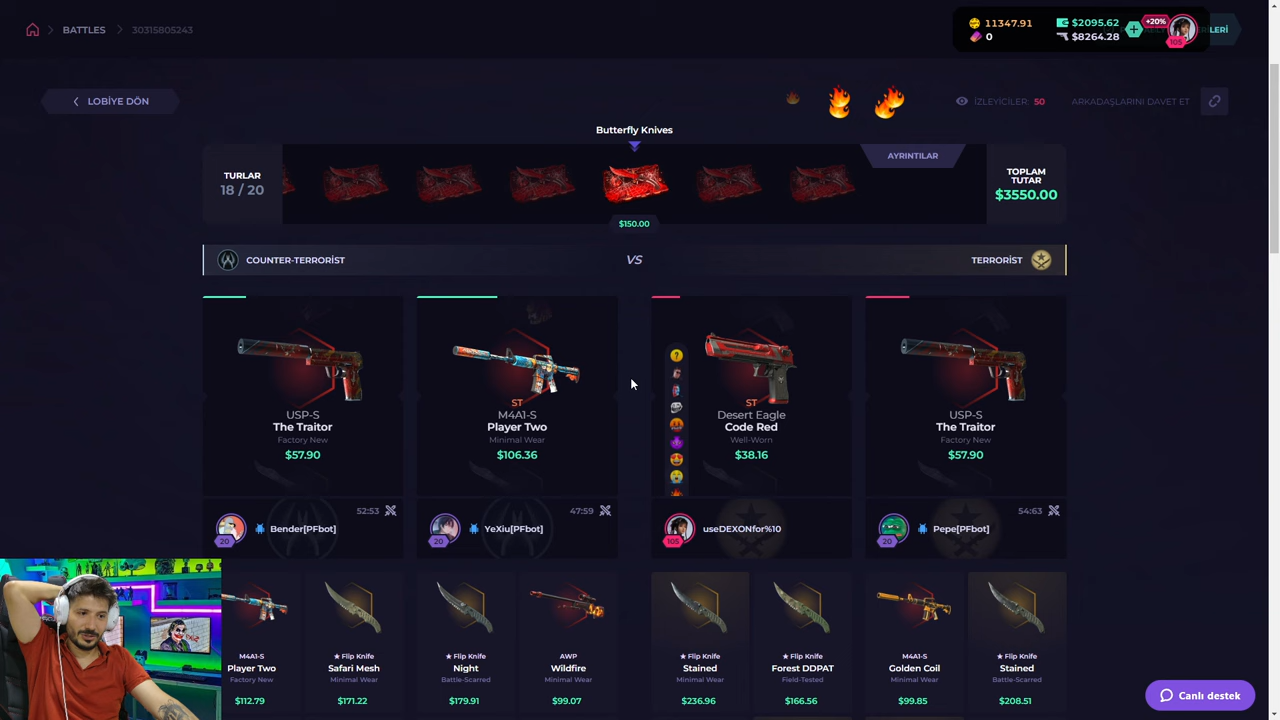 BATTLES
30315805243
11347.91
0
$2095.62
$8264.28
+20%
105
LOBİYE DÖN
İZLEYİCİLER: 50
ARKADAŞLARINI DAVET ET
Butterfly Knives
TURLAR
18 / 20
AYRINTILAR
TOPLAM
TUTAR
$3550.00
$150.00
COUNTER-TERRORİST
VS
TERRORİST
USP-S
The Traitor
Factory New
$57.90
ST
M4A1-S
Player Two
Minimal Wear
$106.36
ST
Desert Eagle
Code Red
Well-Worn
$38.16
USP-S
The Traitor
Factory New
$57.90
52:53
Bender[PFbot]
20
47:59
YeXiu[PFbot]
20
useDEXONfor%10
105
54:63
Pepe[PFbot]
20
M4A1-S
Player Two
Factory New
$112.79
★ Flip Knife
Safari Mesh
Minimal Wear
$171.22
★ Flip Knife
Night
Battle-Scarred
$179.91
AWP
Wildfire
Minimal Wear
$99.07
★ Flip Knife
Stained
Minimal Wear
$236.96
★ Flip Knife
Forest DDPAT
Field-Tested
$166.56
M4A1-S
Golden Coil
Minimal Wear
$99.85
★ Flip Knife
Stained
Battle-Scarred
$208.51
Canlı destek